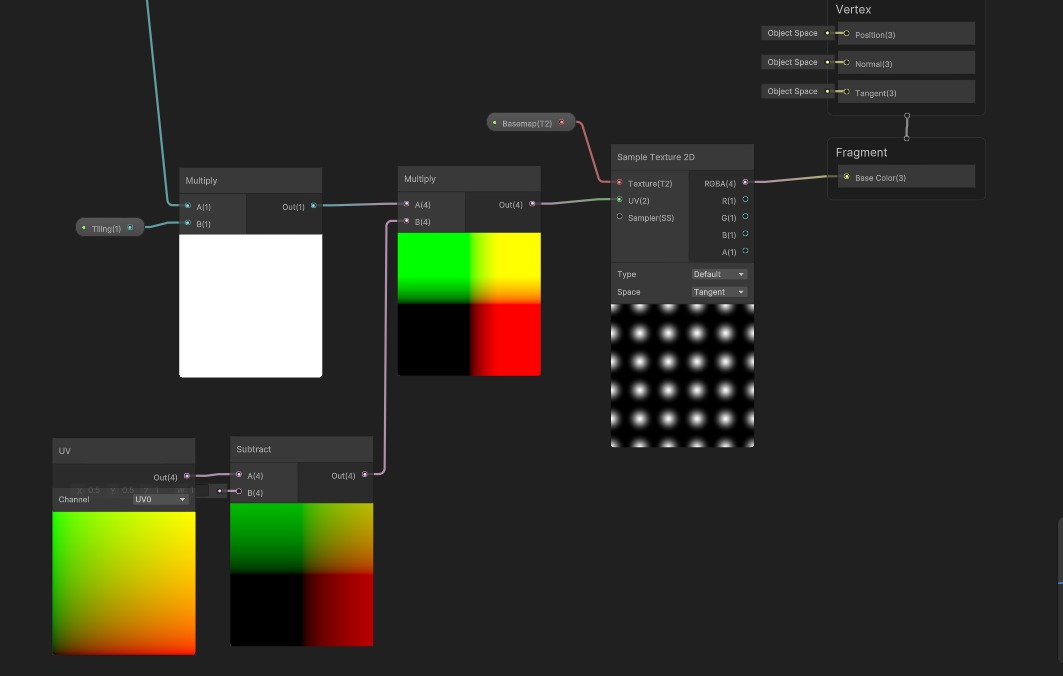 Vertex
Object Space
Position(3)
Object Space
Normal(3)
Object Space
Tangent(3)
Fragment
Base Color(3)
Basemap(T2)
Sample Texture 2D
Texture(T2)
RGBA(4)
UV(2)
R(1)
Sampler(SS)
G(1)
B(1)
A(1)
Type
Default
Space
Tangent
Multiply
A(4)
Out(4)
B(4)
Multiply
A(1)
Out(1)
B(1)
Tiling(1)
UV
Out(4)
X 0.5 Y 0.5 Z 1 W 1
Channel
UV0
Subtract
A(4)
Out(4)
B(4)